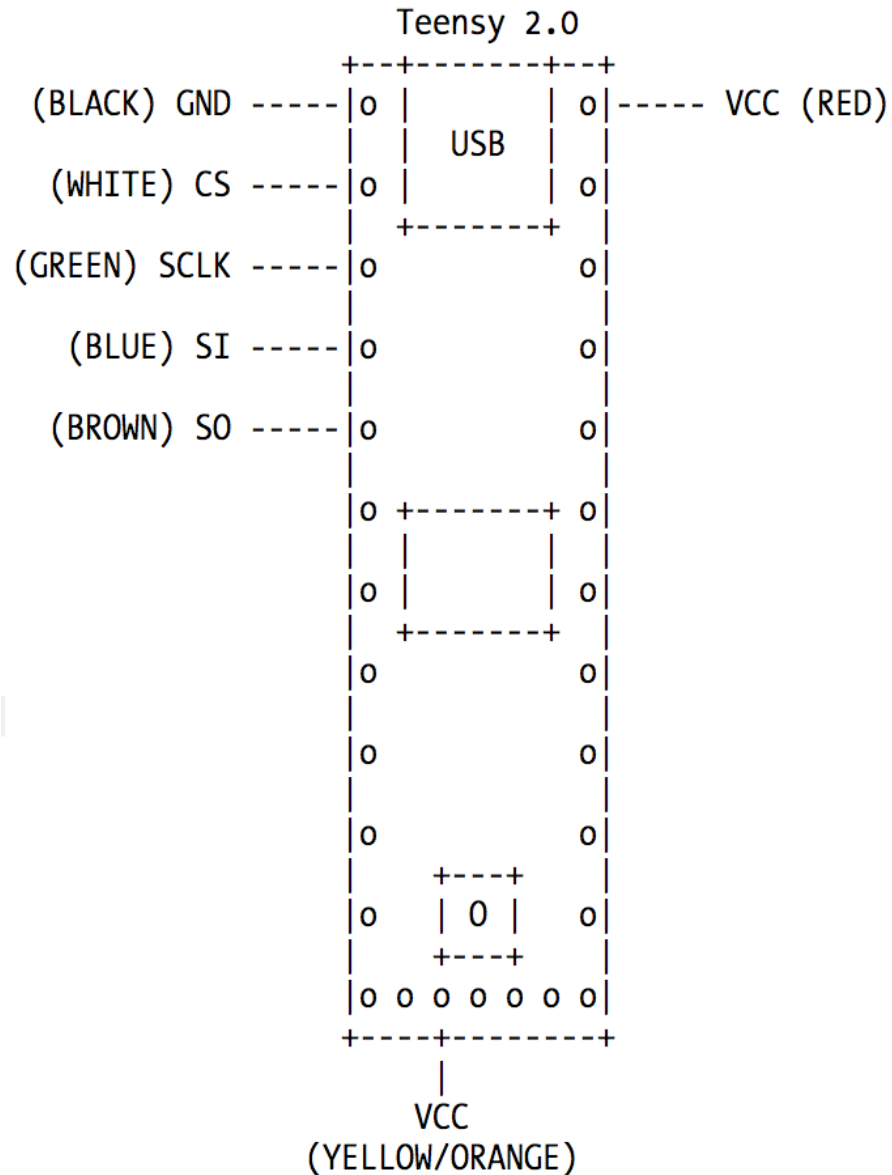 Teensy 2.0
                  +--+-------+--+
 (BLACK) GND -----|o |       | o|----- VCC (RED)
                  |  |  USB  |  |
  (WHITE) CS -----|o |       | o|
                  |  +-------+  |
(GREEN) SCLK -----|o           o|
                  |             |
   (BLUE) SI -----|o           o|
                  |             |
  (BROWN) SO -----|o           o|
                  |             |
                  |o +-------+ o|
                  |  |       |  |
                  |o |       | o|
                  |  +-------+  |
                  |o           o|
                  |             |
                  |o           o|
                  |             |
                  |o           o|
                  |    +---+    |
                  |o   | O |   o|
                  |    +---+    |
                  |o o o o o o o|
                  +----+--------+
                       |
                      VCC
                (YELLOW/ORANGE)